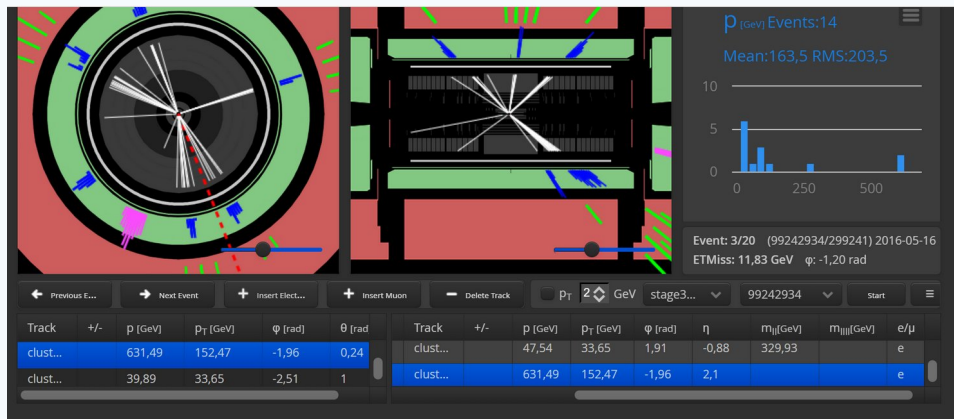 p [GeV] Events:14
Mean:163,5 RMS:203,5
10
5
0
0 250 500
Event: 3/20 (99242934/299241) 2016-05-16
ETMiss: 11,83 GeV φ: -1,20 rad
Previous E... Next Event Insert Elect... Insert Muon Delete Track pT 2 GeV stage3... 99242934 Start
Track +/- p [GeV] pT [GeV] φ [rad] θ [rad
clust... 631,49 152,47 -1,96 0,24
clust... 39,89 33,65 -2,51 1
Track +/- p [GeV] pT [GeV] φ [rad] η mll[GeV] mllll[GeV] e/μ
clust... 47,54 33,65 1,91 -0,88 329,93 e
clust... 631,49 152,47 -1,96 2,1 e